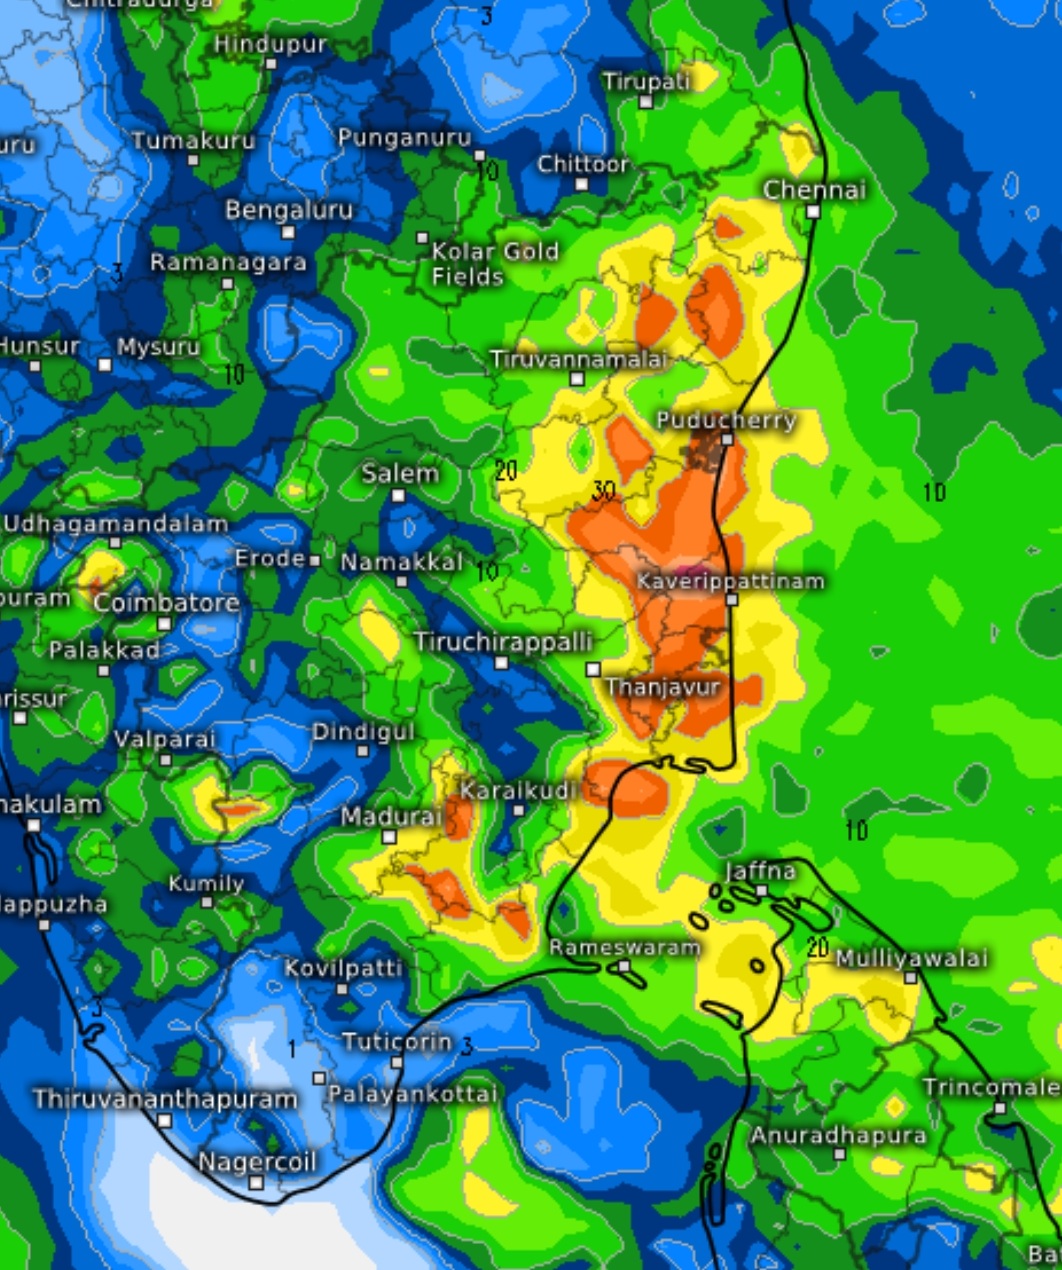 Chitradurga
3
Hindupur
Tirupati
uru
Tumakuru
Punganuru
Chittoor
10
Chennai
Bengaluru
Kolar Gold
Fields
Ramanagara
3
Hunsur
Mysuru
Tiruvannamalai
10
Puducherry
Salem
20
30
10
Udhagamandalam
Erode
Namakkal
10
Kaverippattinam
puram
Coimbatore
Palakkad
Tiruchirappalli
Thanjavur
rissur
Valparai
Dindigul
nakulam
Madurai
Karaikudi
10
Jaffna
Kumily
lappuzha
Rameswaram
20
Mulliyawalai
Kovilpatti
3
1
Tuticorin
3
Thiruvananthapuram
Palayankottai
Trincomale
Anuradhapura
Nagercoil
Ba